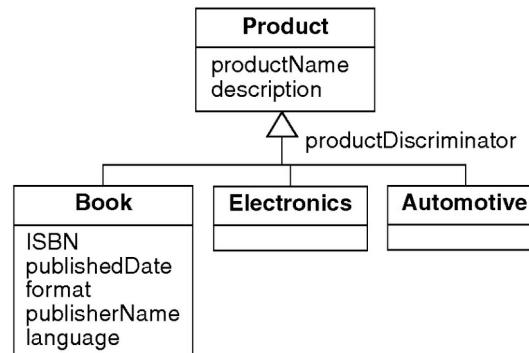 Product
productName
description
productDiscriminator
Book
ISBN
publishedDate
format
publisherName
language
Electronics
Automotive